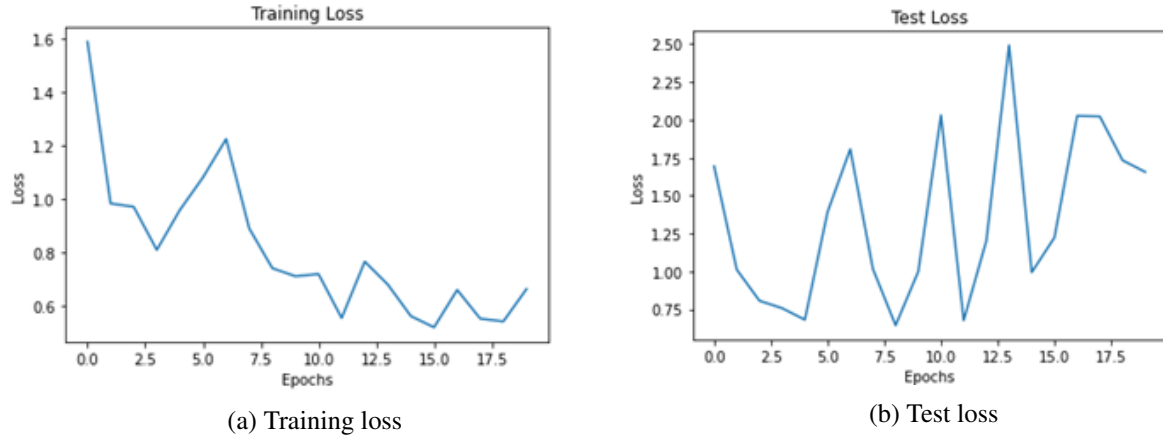 Training Loss
1.6
1.4
1.2
1.0
0.8
0.6
Loss
0.0 2.5 5.0 7.5 10.0 12.5 15.0 17.5
Epochs
(a) Training loss
Test Loss
2.50
2.25
2.00
1.75
1.50
1.25
1.00
0.75
Loss
0.0 2.5 5.0 7.5 10.0 12.5 15.0 17.5
Epochs
(b) Test loss